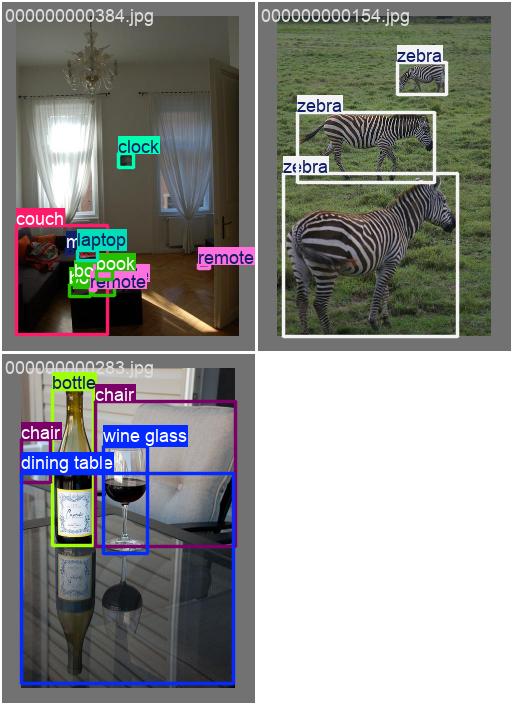 000000000384.jpg
clock
couch
laptop
book
remote
remote
000000000154.jpg
zebra
zebra
zebra
000000000283.jpg
bottle
chair
chair
wine glass
dining table